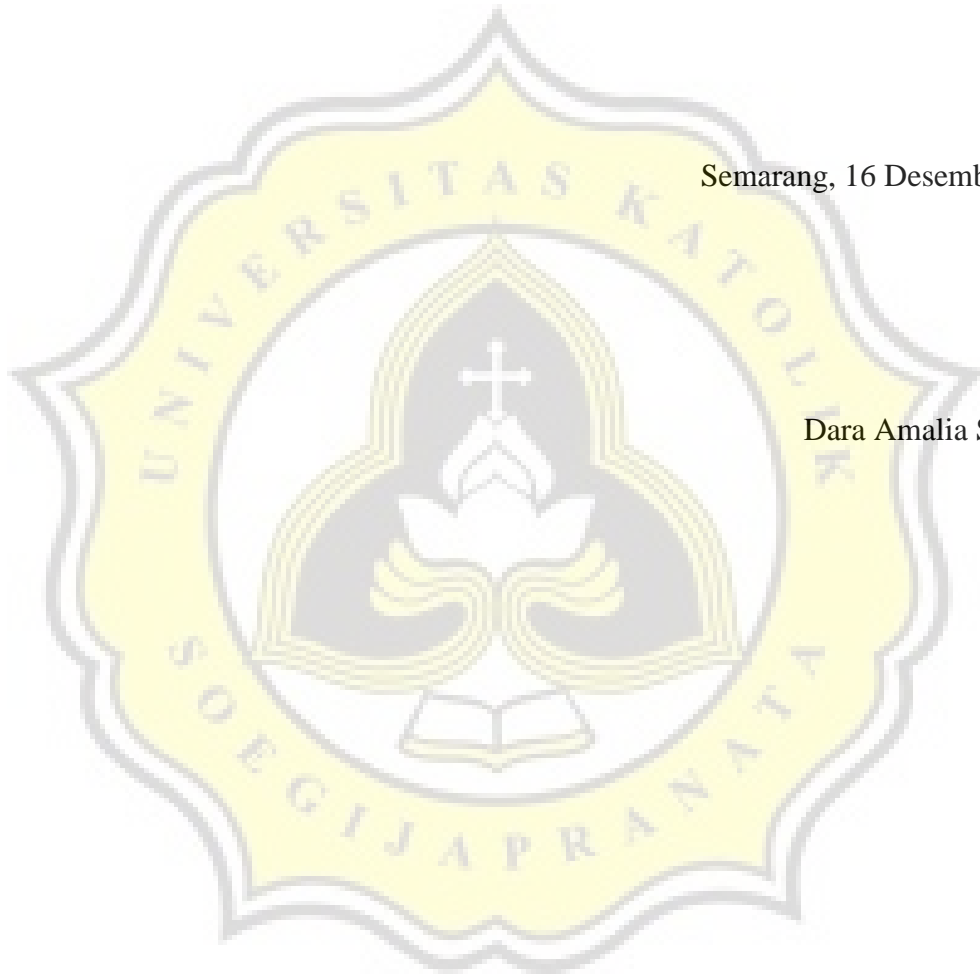 UNIVERSITAS KATOLIK
Semarang, 16 Desemb
Dara Amalia S
SOEGIJAPRANATA